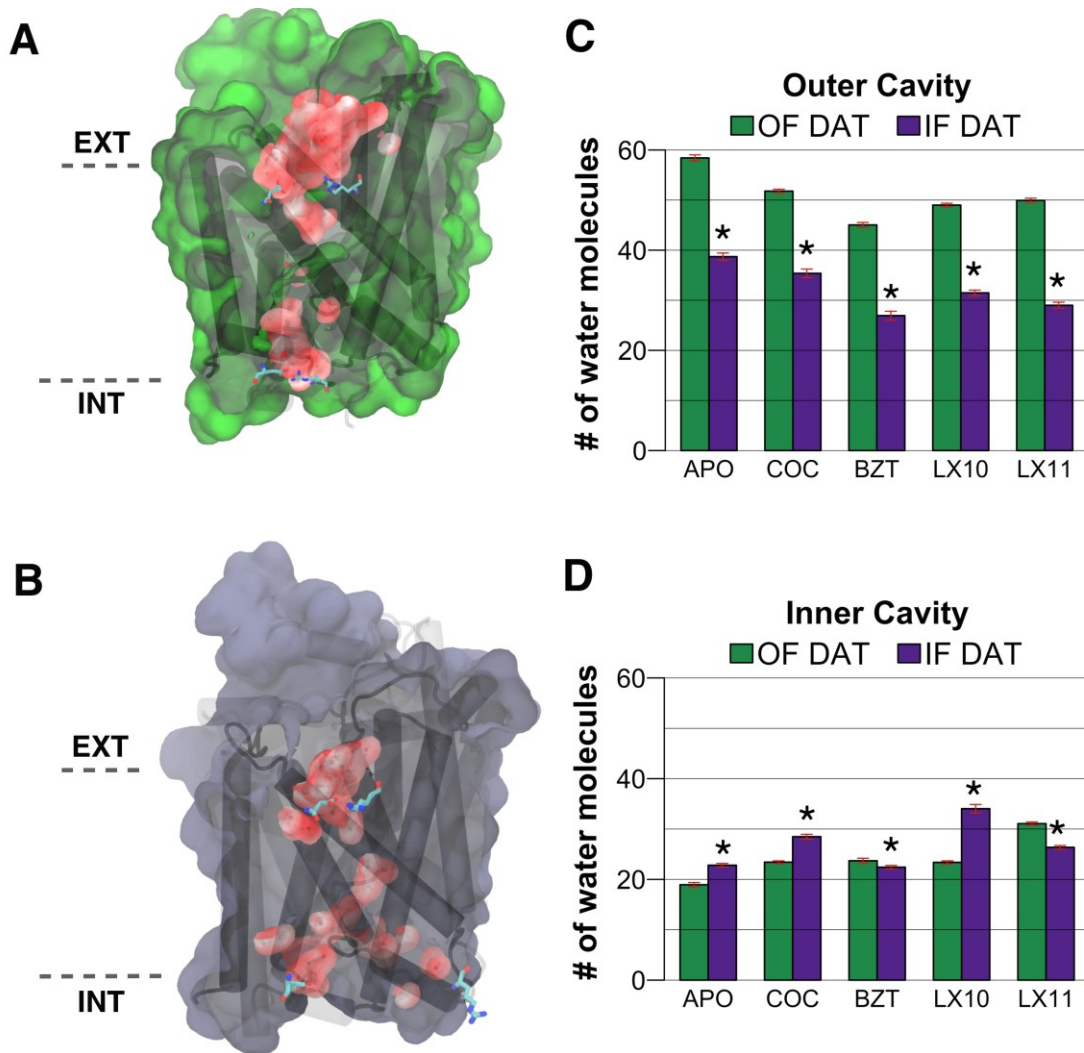 A
EXT
INT
B
EXT
INT
C
Outer Cavity
OF DAT IF DAT
# of water molecules
60
40
20
0
* * * * *
APO COC BZT LX10 LX11
D
Inner Cavity
OF DAT IF DAT
# of water molecules
60
40
20
0
* * * * *
APO COC BZT LX10 LX11